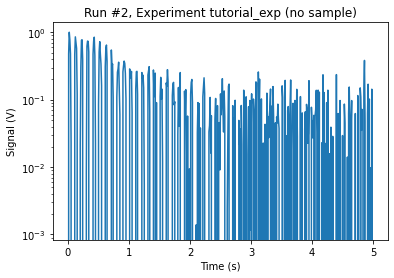 Run #2, Experiment tutorial_exp (no sample)
Signal (V)
10⁰
10⁻¹
10⁻²
10⁻³
0 1 2 3 4 5
Time (s)